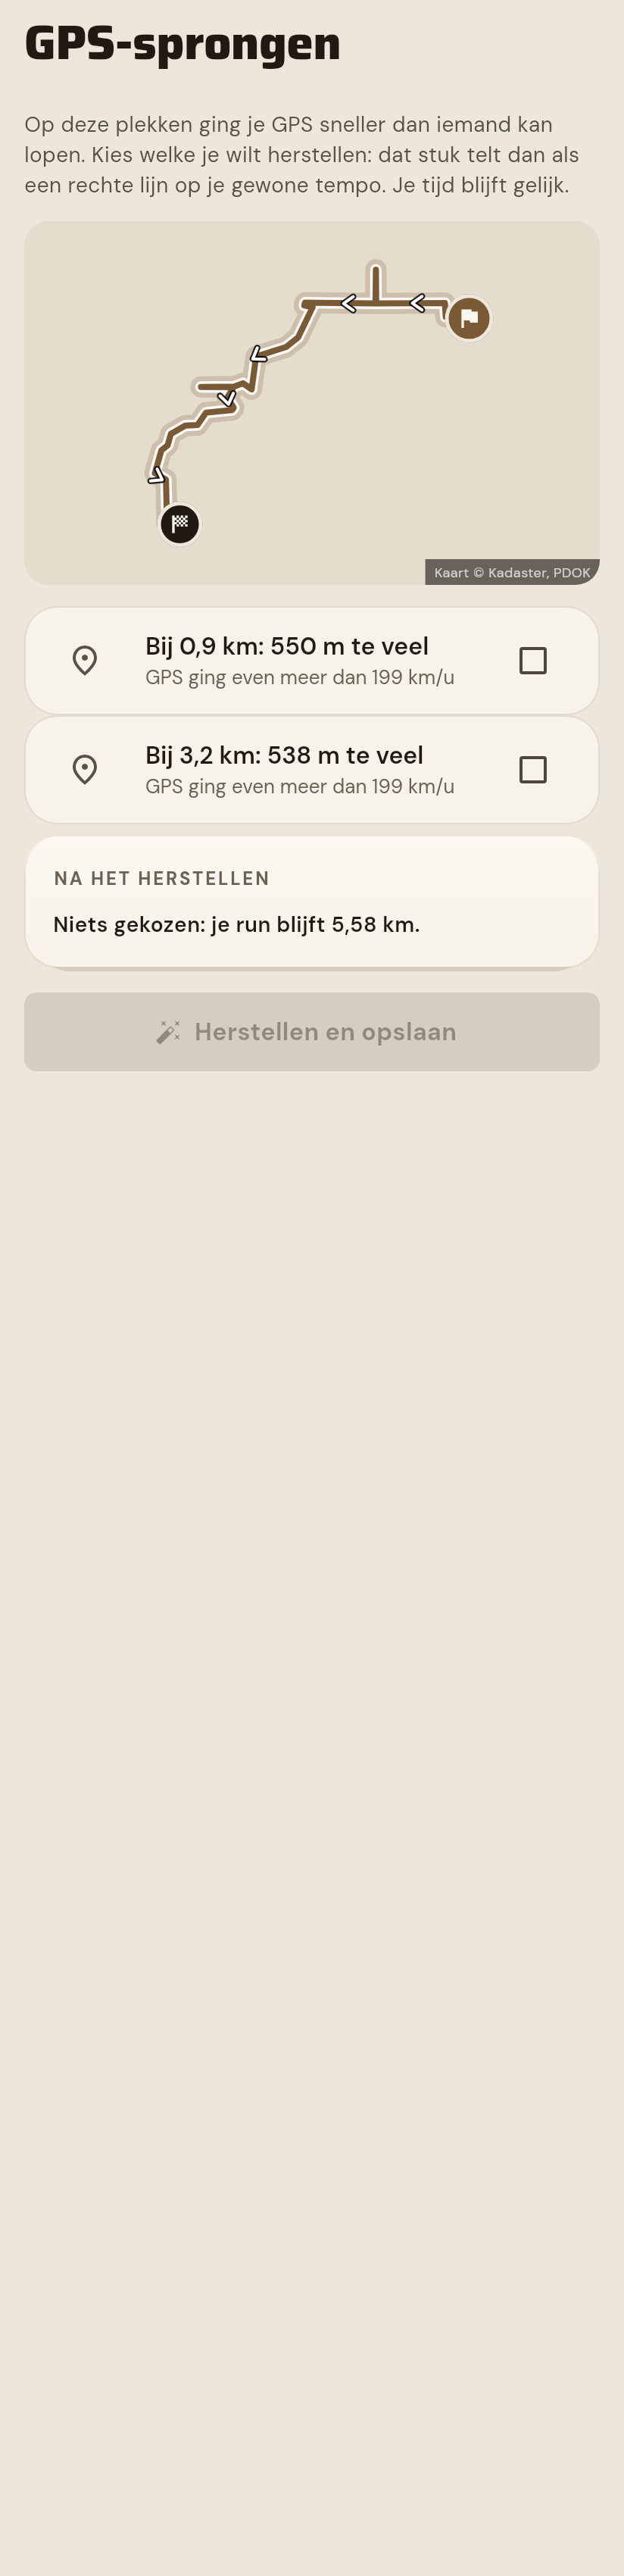 GPS-sprongen
Op deze plekken ging je GPS sneller dan iemand kan
lopen. Kies welke je wilt herstellen: dat stuk telt dan als
een rechte lijn op je gewone tempo. Je tijd blijft gelijk.
Kaart © Kadaster, PDOK
Bij 0,9 km: 550 m te veel
GPS ging even meer dan 199 km/u
Bij 3,2 km: 538 m te veel
GPS ging even meer dan 199 km/u
NA HET HERSTELLEN
Niets gekozen: je run blijft 5,58 km.
Herstellen en opslaan